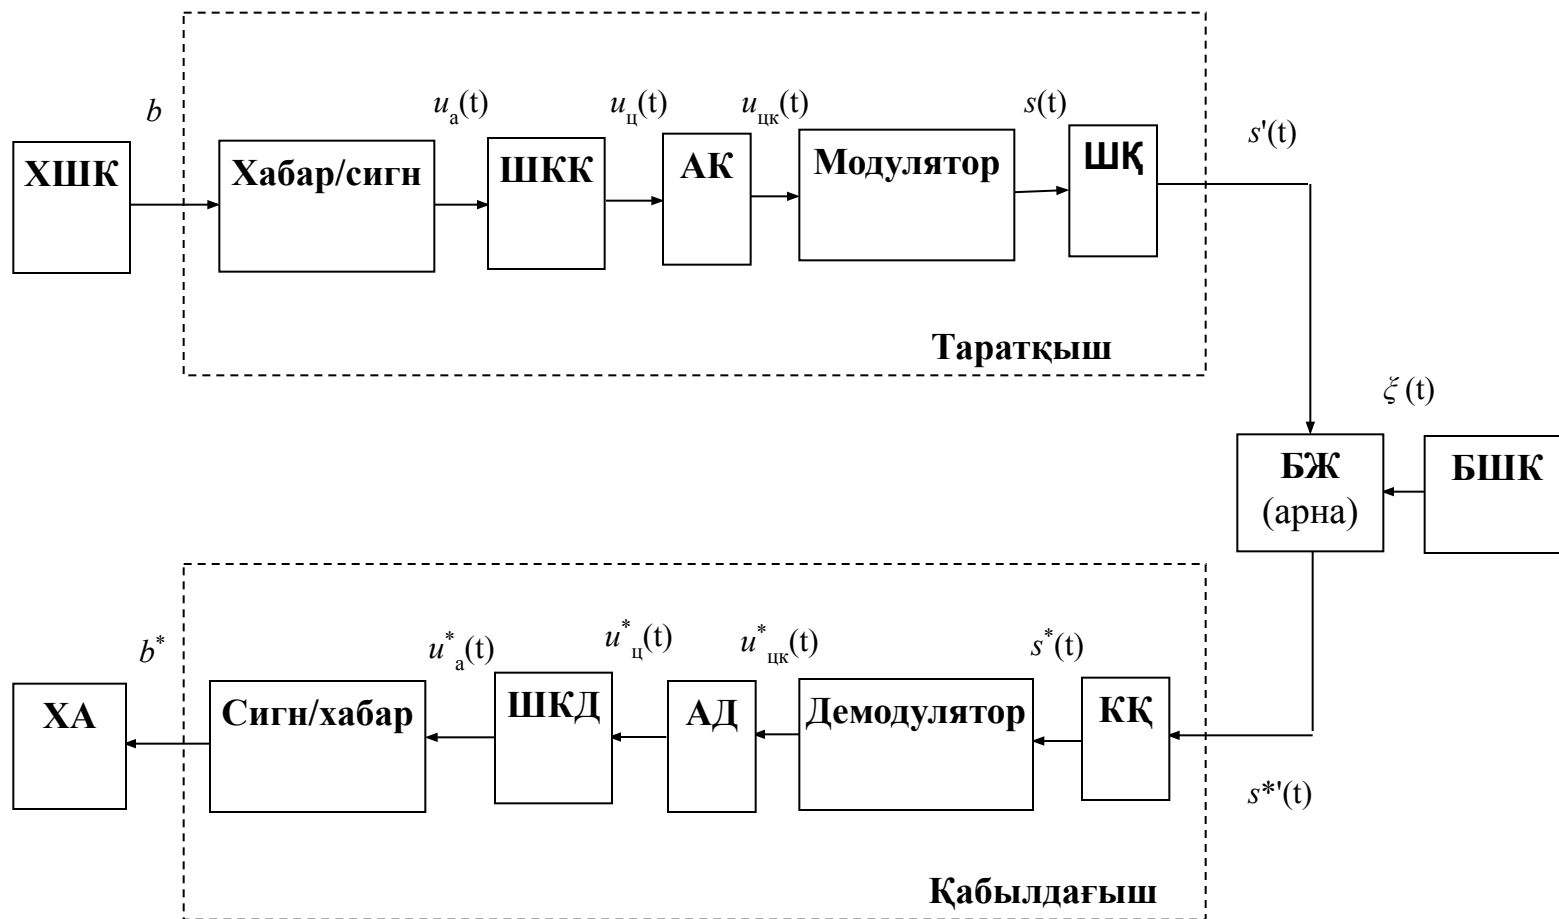 b
u_а(t)
u_ц(t)
u_цк(t)
s(t)
s'(t)
ХШК
Хабар/сигн
ШКК
АК
Модулятор
ШҚ
Таратқыш
ξ (t)
БЖ
(арна)
БШК
b*
u*_а(t)
u*_ц(t)
u*_цк(t)
s*(t)
ХА
Сигн/хабар
ШКД
АД
Демодулятор
КҚ
s*'(t)
Қабылдағыш